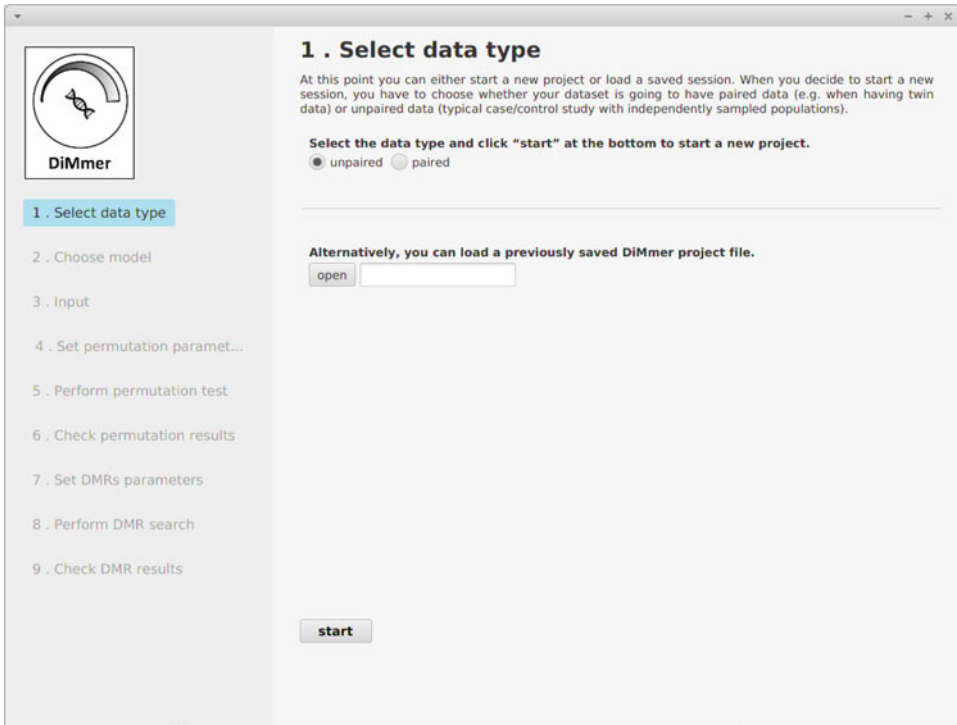 DiMmer
1 . Select data type
2 . Choose model
3 . Input
4 . Set permutation paramet...
5 . Perform permutation test
6 . Check permutation results
7 . Set DMRs parameters
8 . Perform DMR search
9 . Check DMR results
1 . Select data type
At this point you can either start a new project or load a saved session. When you decide to start a new
session, you have to choose whether your dataset is going to have paired data (e.g. when having twin
data) or unpaired data (typical case/control study with independently sampled populations).
Select the data type and click “start” at the bottom to start a new project.
unpaired paired
Alternatively, you can load a previously saved DiMmer project file.
open
start